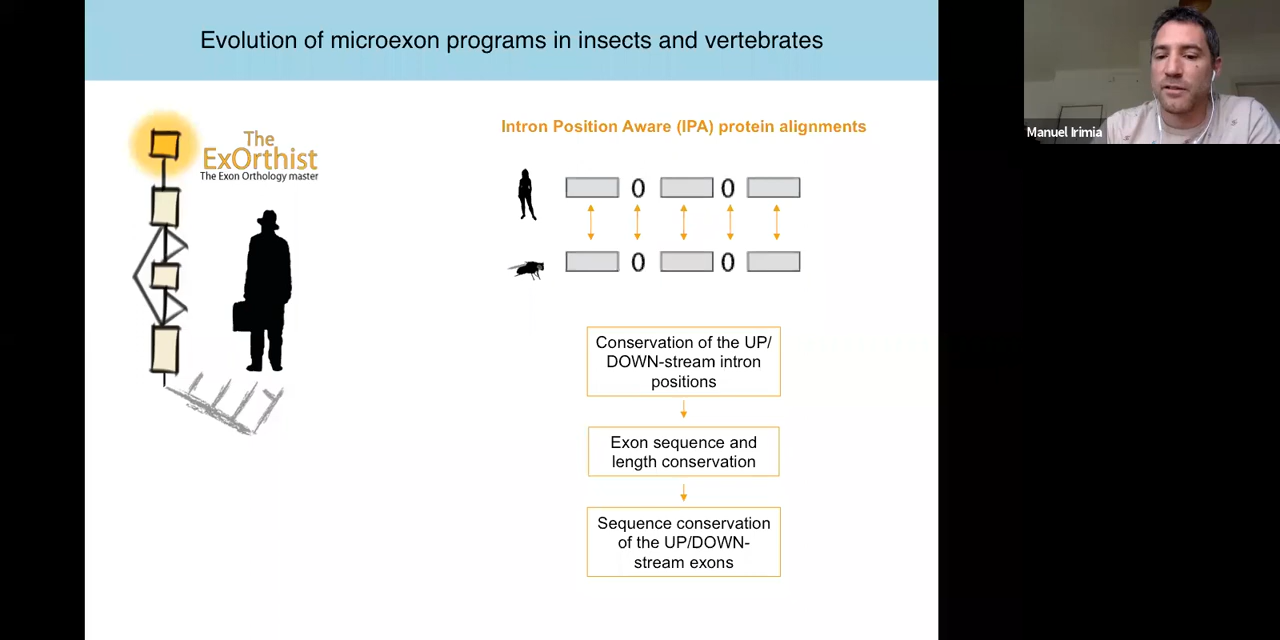 Evolution of microexon programs in insects and vertebrates
The
ExOrthist
The Exon Orthology master
Intron Position Aware (IPA) protein alignments
0 0
0 0
Conservation of the UP/
DOWN-stream intron
positions
Exon sequence and
length conservation
Sequence conservation
of the UP/DOWN-
stream exons
Manuel Irimia